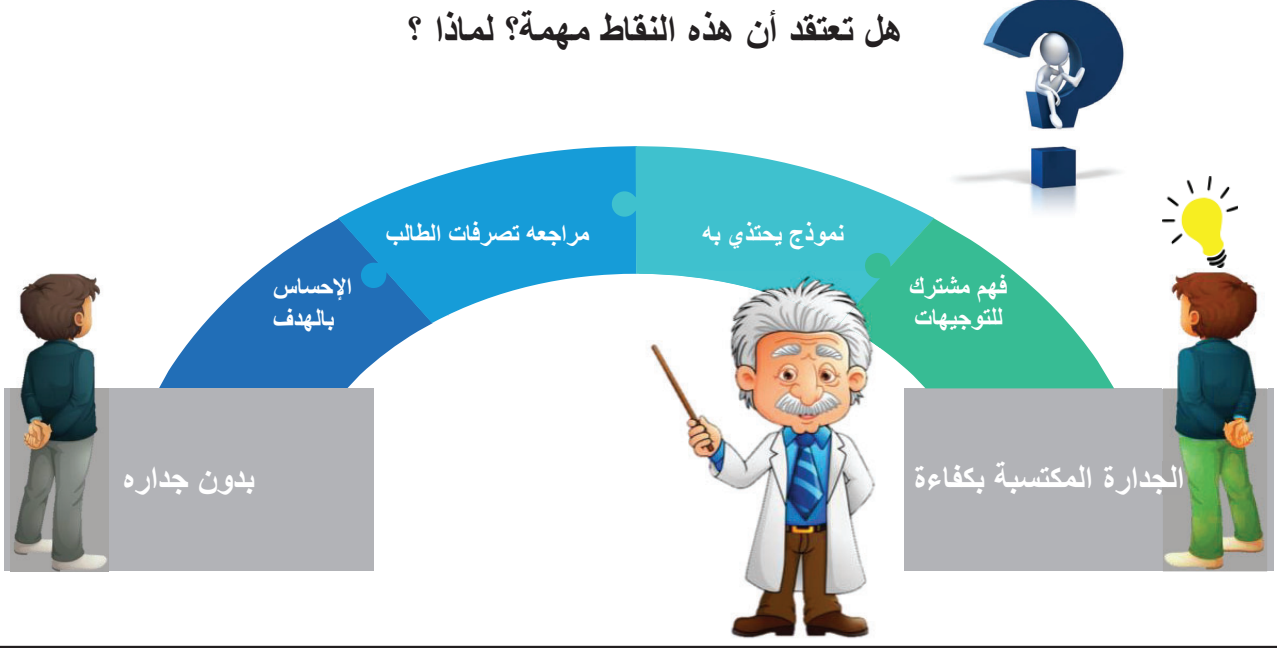 هل تعتقد أن هذه النقاط مهمة؟ لماذا ؟
نموذج يحتذي به
مراجعه تصرفات الطالب
فهم مشترك
للتوجيهات
الإحساس
بالهدف
الجدارة المكتسبة بكفاءة
بدون جداره